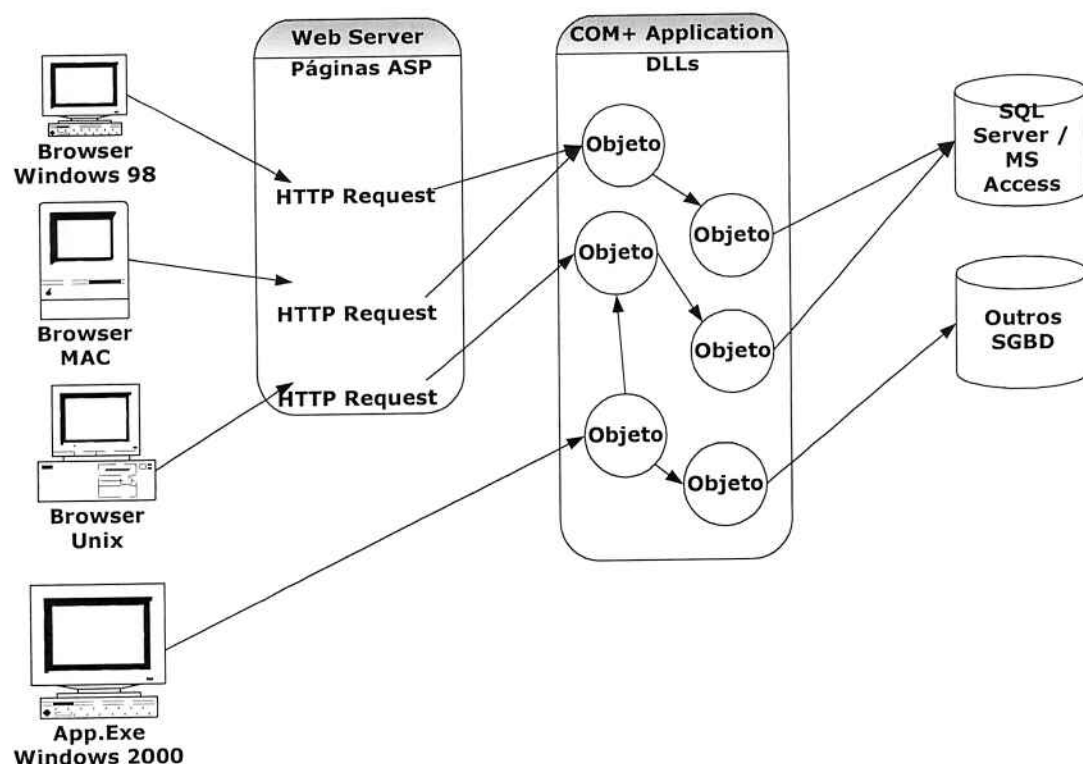 Web Server
Páginas ASP
COM+ Application
DLLs
Browser
Windows 98
Browser
MAC
Browser
Unix
App.Exe
Windows 2000
HTTP Request
HTTP Request
HTTP Request
Objeto
Objeto
Objeto
Objeto
Objeto
Objeto
SQL
Server /
MS
Access
Outros
SGBD